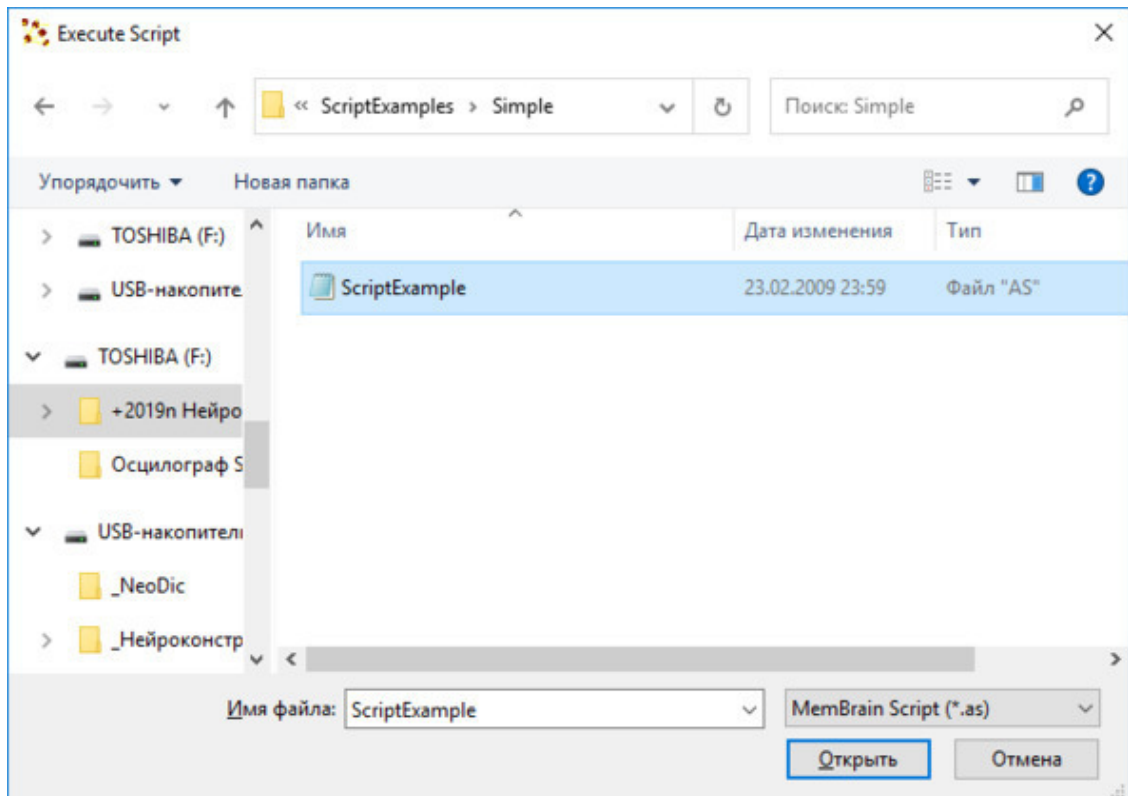 Execute Script
« ScriptExamples › Simple
Поиск: Simple
Упорядочить
Новая папка
Имя
Дата изменения
Тип
TOSHIBA (F:)
USB-накопите
TOSHIBA (F:)
+2019n Нейро
Осцилограф S
USB-накопители
_NeoDic
_Нейроконстр
ScriptExample
23.02.2009 23:59
Файл "AS"
Имя файла: ScriptExample
MemBrain Script (*.as)
Открыть
Отмена